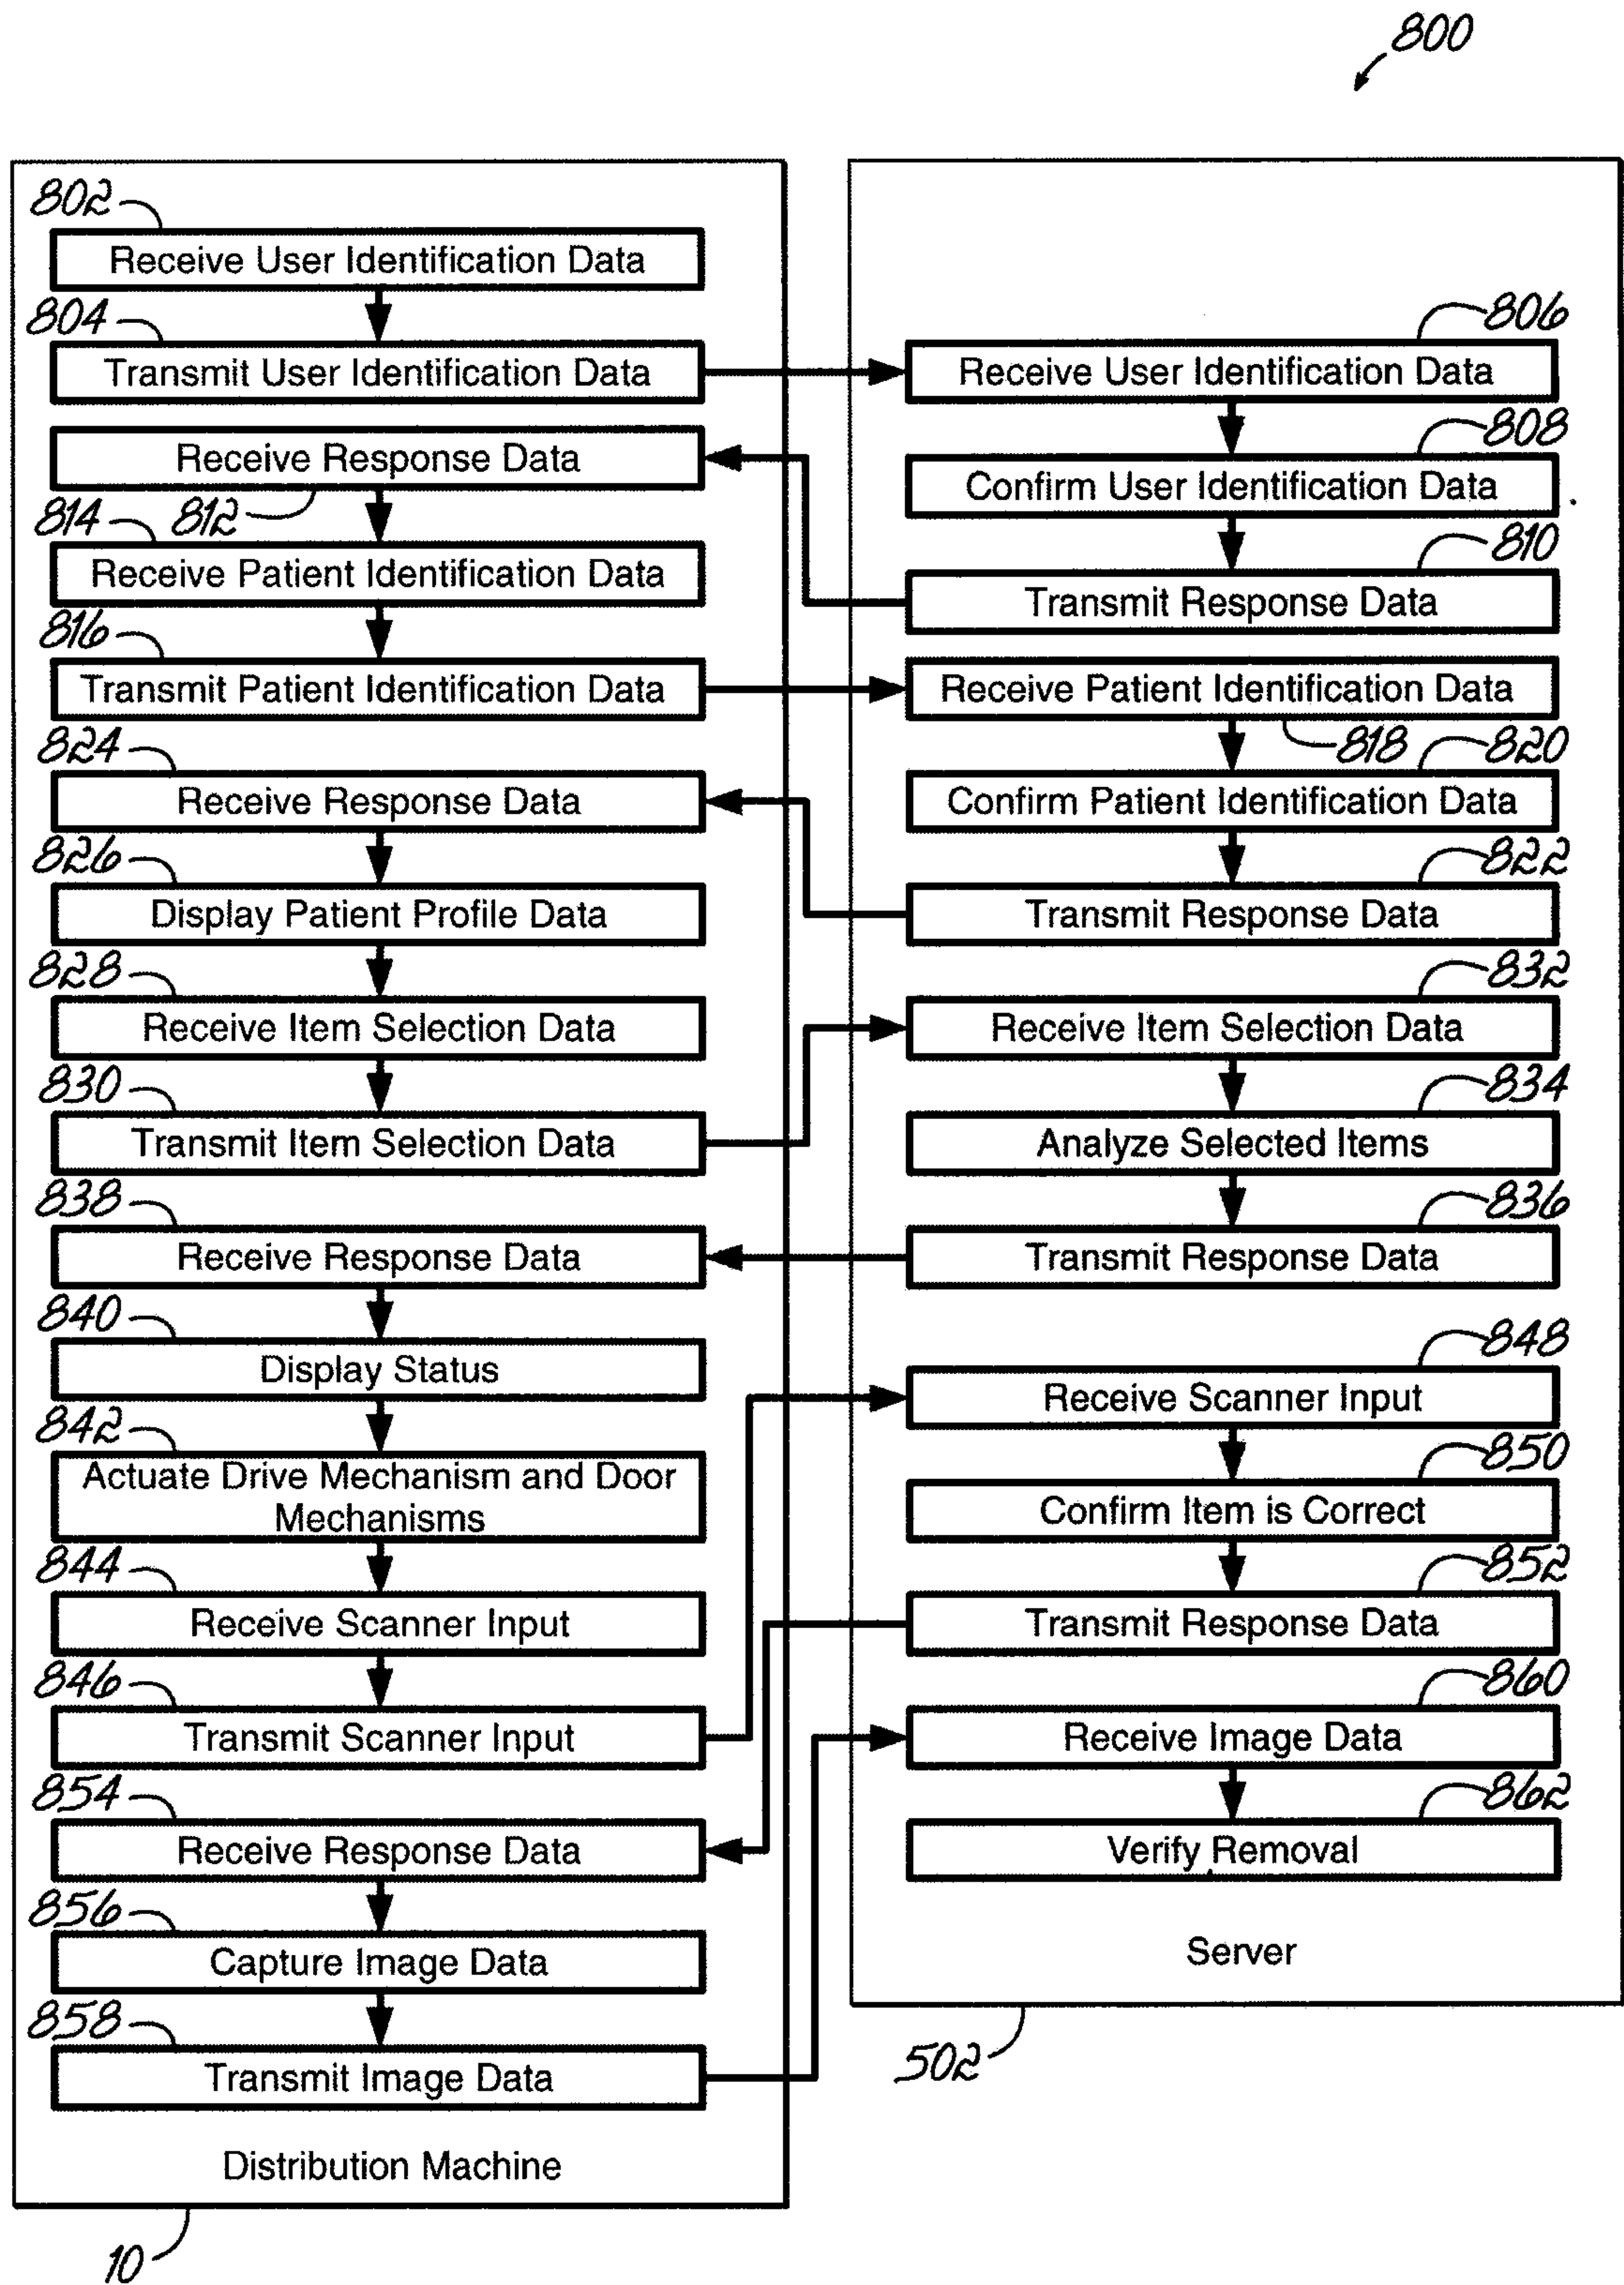 800
802
Receive User Identification Data
804
Transmit User Identification Data
Receive Response Data
812
814
Receive Patient Identification Data
816
Transmit Patient Identification Data
824
Receive Response Data
826
Display Patient Profile Data
828
Receive Item Selection Data
830
Transmit Item Selection Data
838
Receive Response Data
840
Display Status
842
Actuate Drive Mechanism and Door
Mechanisms
844
Receive Scanner Input
846
Transmit Scanner Input
854
Receive Response Data
856
Capture Image Data
858
Transmit Image Data
Distribution Machine
10
806
Receive User Identification Data
808
Confirm User Identification Data
810
Transmit Response Data
Receive Patient Identification Data
818
820
Confirm Patient Identification Data
822
Transmit Response Data
832
Receive Item Selection Data
834
Analyze Selected Items
836
Transmit Response Data
848
Receive Scanner Input
850
Confirm Item is Correct
852
Transmit Response Data
860
Receive Image Data
862
Verify Removal
Server
502